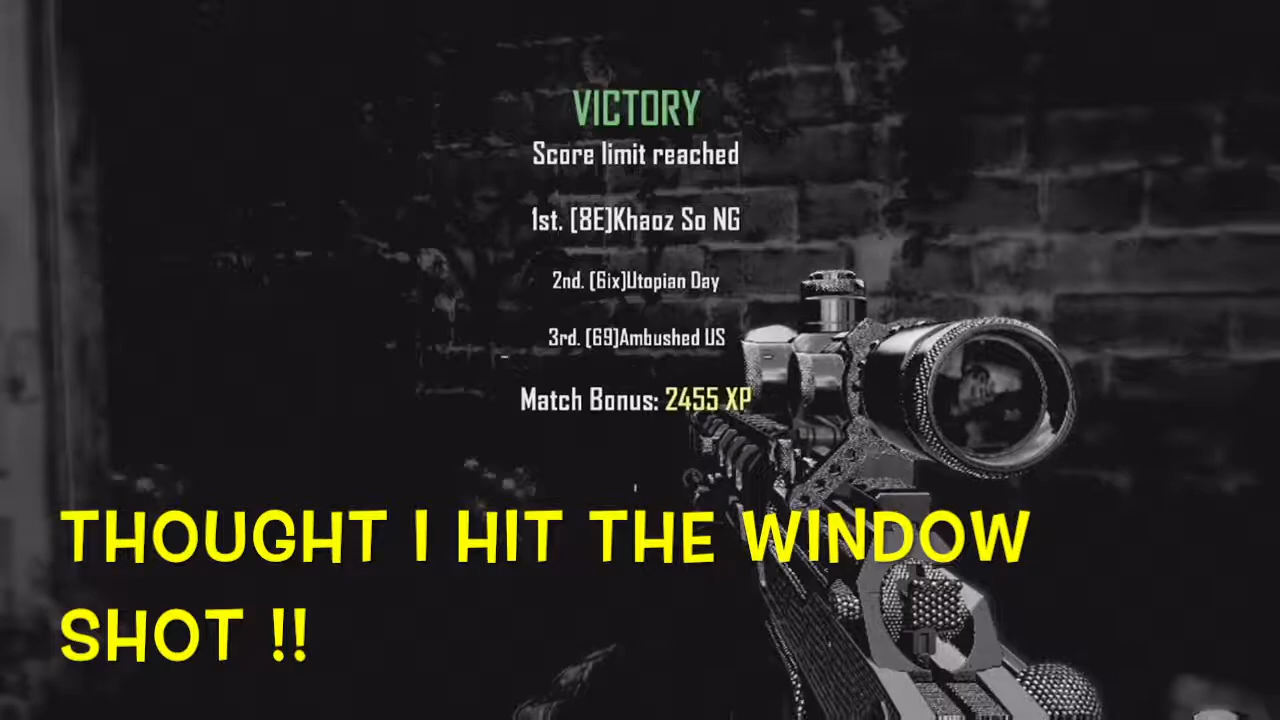 VICTORY
Score limit reached
1st. [8E]Khaoz So NG
2nd. [6ix]Utopian Day
3rd. [69]Ambushed US
Match Bonus: 2455 XP
THOUGHT I HIT THE WINDOW
SHOT !!